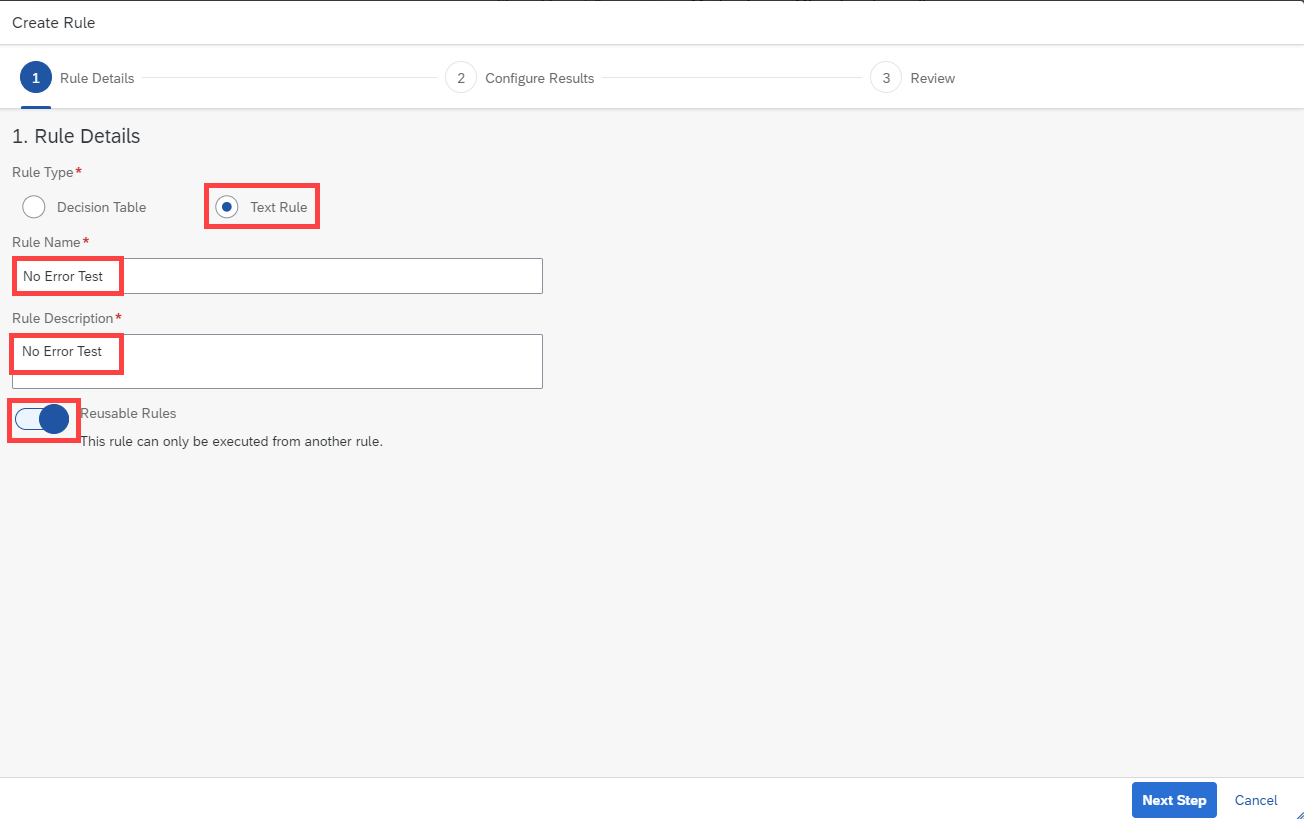 Create Rule
1 Rule Details 2 Configure Results 3 Review
1. Rule Details
Rule Type*
Decision Table Text Rule
Rule Name*
No Error Test
Rule Description*
No Error Test
Reusable Rules
This rule can only be executed from another rule.
Next Step Cancel